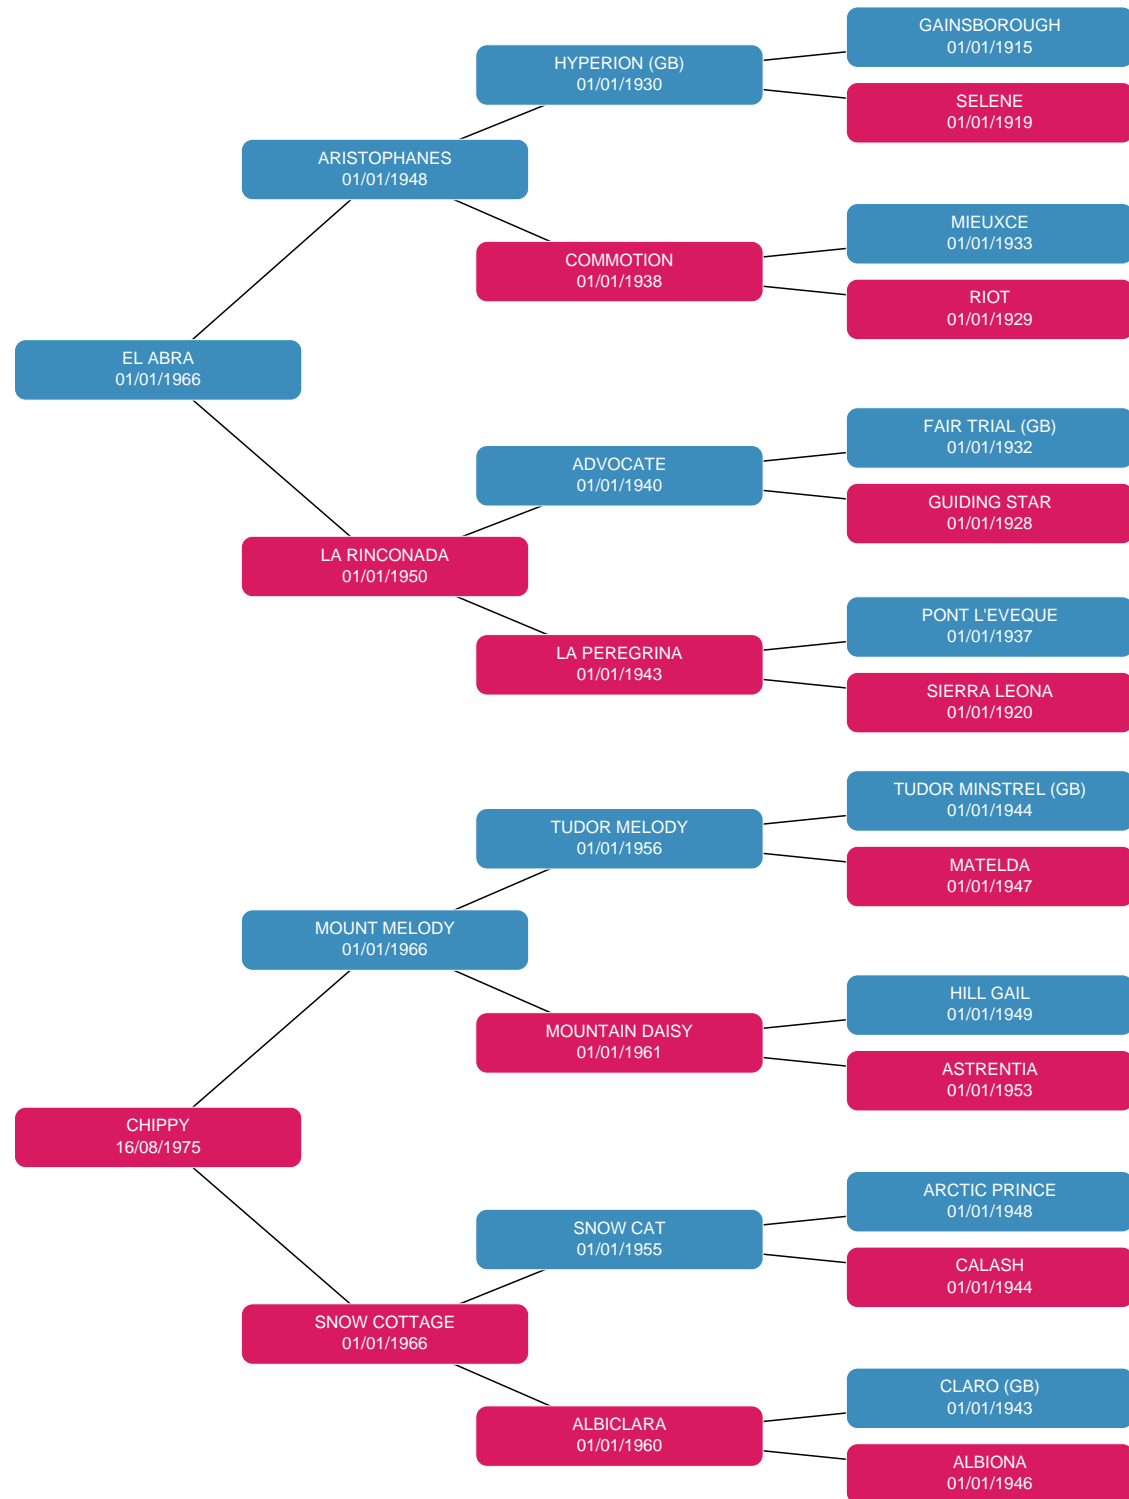 GAINSBOROUGH
01/01/1915
HYPERION (GB)
01/01/1930
SELENE
01/01/1919
ARISTOPHANES
01/01/1948
MIEUXCE
01/01/1933
COMMOTION
01/01/1938
RIOT
01/01/1929
EL ABRA
01/01/1966
FAIR TRIAL (GB)
01/01/1932
ADVOCATE
01/01/1940
GUIDING STAR
01/01/1928
LA RINCONADA
01/01/1950
PONT L'EVEQUE
01/01/1937
LA PEREGRINA
01/01/1943
SIERRA LEONA
01/01/1920
TUDOR MINSTREL (GB)
01/01/1944
TUDOR MELODY
01/01/1956
MATELDA
01/01/1947
MOUNT MELODY
01/01/1966
HILL GAIL
01/01/1949
MOUNTAIN DAISY
01/01/1961
ASTRENTIA
01/01/1953
CHIPPY
16/08/1975
ARCTIC PRINCE
01/01/1948
SNOW CAT
01/01/1955
CALASH
01/01/1944
SNOW COTTAGE
01/01/1966
CLARO (GB)
01/01/1943
ALBICLARA
01/01/1960
ALBIONA
01/01/1946